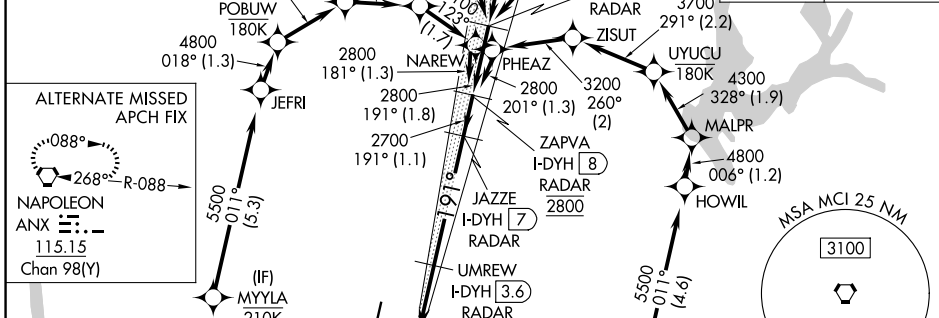 POBUW
180K
4800
018° (1.3)
JEFRI
5500
011°
(5.3)
(IF)
MYYLA
210K
123°
(1.7)
2800
181° (1.3)
NAREW
2800
191° (1.8)
2700
191° (1.1)
191°
PHEAZ
2800
201° (1.3)
RADAR
ZISUT
3700
291° (2.2)
UYUCU
180K
3200
260°
(2)
4300
328° (1.9)
MALPR
4800
006° (1.2)
HOWIL
5500
011°
(4.6)
ZAPVA
I-DYH 8
RADAR
2800
JAZZE
I-DYH 7
RADAR
UMREW
I-DYH 3.6
RADAR
ALTERNATE MISSED
APCH FIX
088°
268°
R-088
NAPOLEON
ANX
115.15
Chan 98(Y)
MSA MCI 25 NM
3100